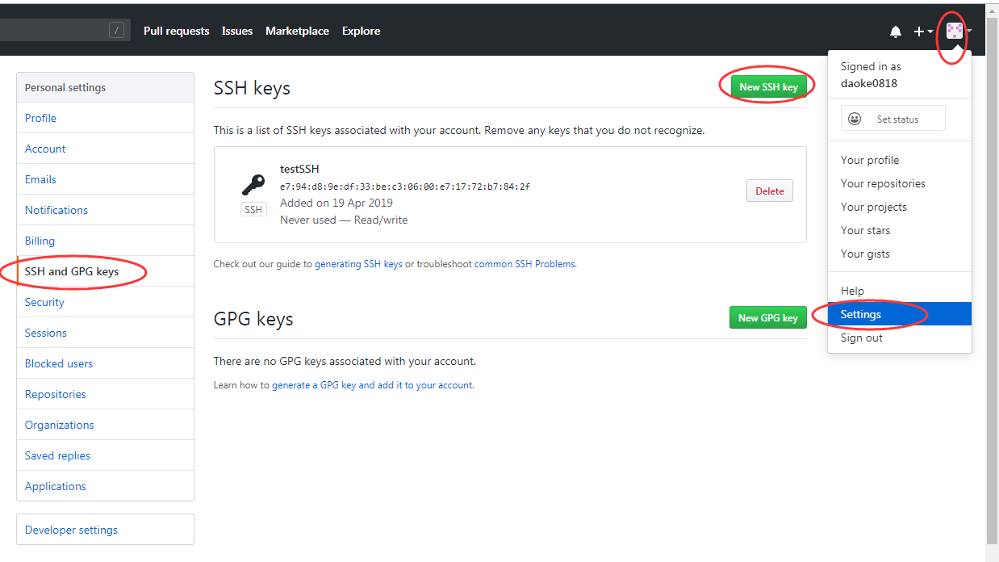 /
Pull requests
Issues
Marketplace
Explore
Signed in as
daoke0818
Set status
Your profile
Your repositories
Your projects
Your stars
Your gists
Help
Settings
Sign out
Personal settings
Profile
Account
Emails
Notifications
Billing
SSH and GPG keys
Security
Sessions
Blocked users
Repositories
Organizations
Saved replies
Applications
Developer settings
SSH keys
New SSH key
This is a list of SSH keys associated with your account. Remove any keys that you do not recognize.
testSSH
e7:94:d8:9e:df:33:be:c3:06:00:e7:17:72:b7:84:2f
SSH
Added on 19 Apr 2019
Never used — Read/write
Delete
Check out our guide to generating SSH keys or troubleshoot common SSH Problems.
GPG keys
New GPG key
There are no GPG keys associated with your account.
Learn how to generate a GPG key and add it to your account.